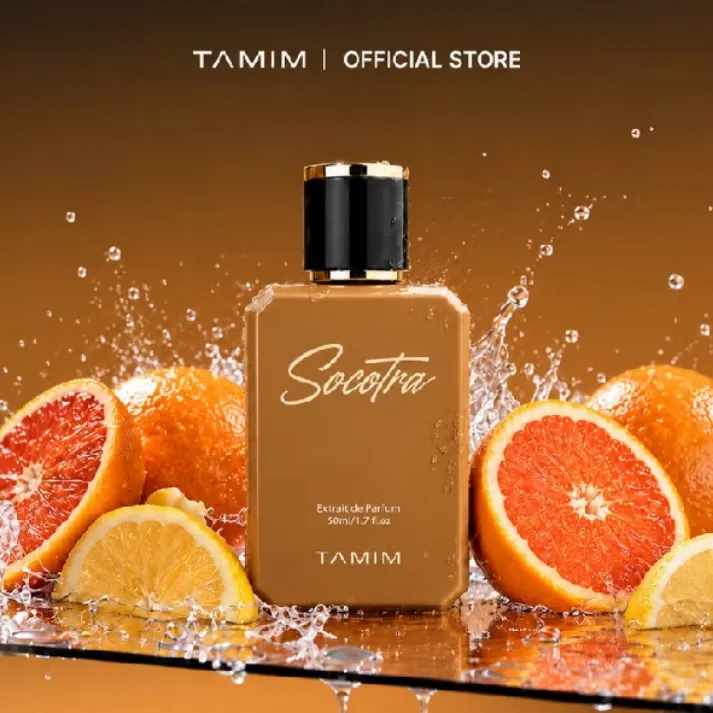 TAMIM | OFFICIAL STORE
Socotra
Extrait de Parfum
50ml/1.7 fl.oz
TAMIM